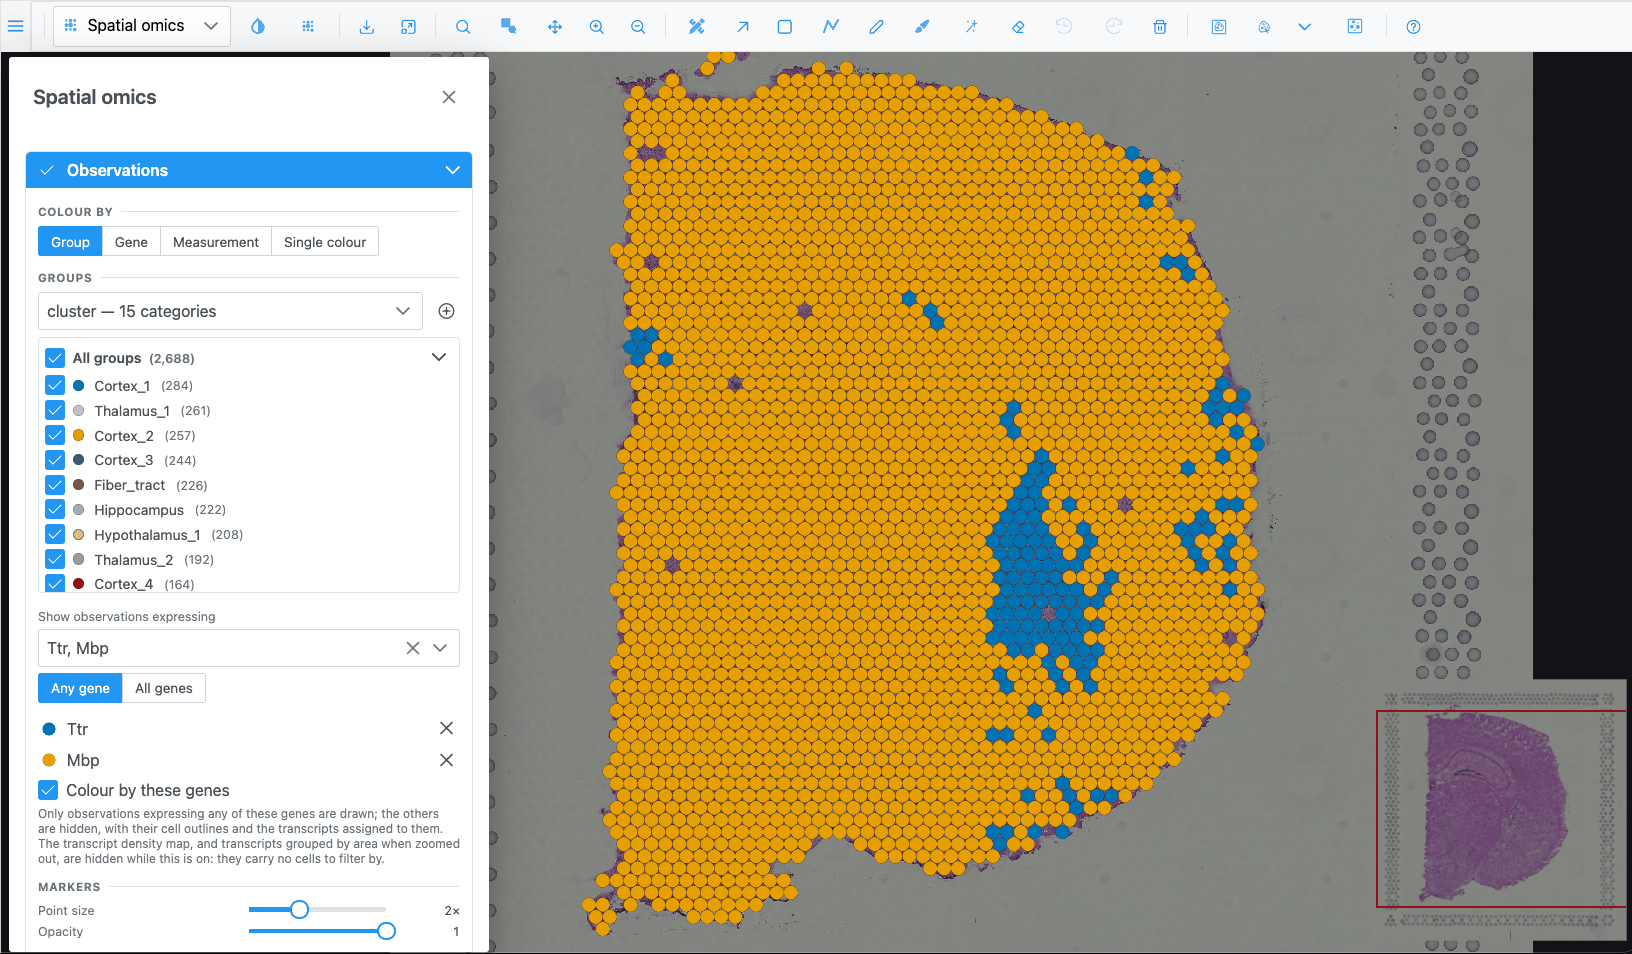 Spatial omics
Spatial omics
Observations
COLOUR BY
Group
Gene
Measurement
Single colour
GROUPS
cluster — 15 categories
All groups (2,688)
Cortex_1 (284)
Thalamus_1 (261)
Cortex_2 (257)
Cortex_3 (244)
Fiber_tract (226)
Hippocampus (222)
Hypothalamus_1 (208)
Thalamus_2 (192)
Cortex_4 (164)
Show observations expressing
Ttr, Mbp
Any gene
All genes
Ttr
Mbp
Colour by these genes
Only observations expressing any of these genes are drawn; the others
are hidden, with their cell outlines and the transcripts assigned to them.
The transcript density map, and transcripts grouped by area when zoomed
out, are hidden while this is on: they carry no cells to filter by.
MARKERS
Point size 2×
Opacity 1